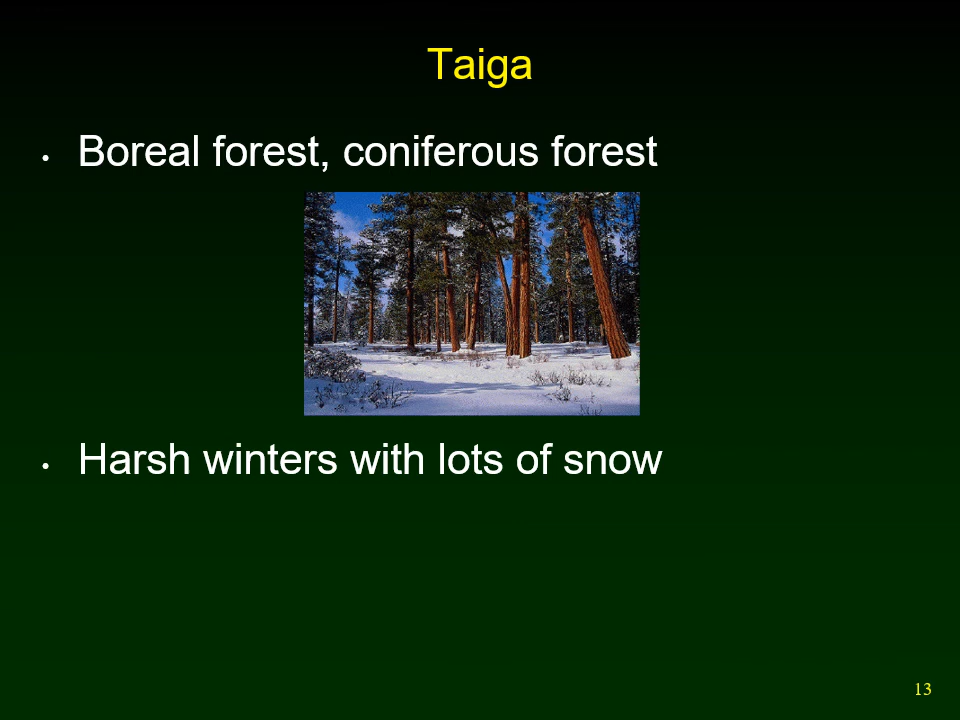 Taiga
• Boreal forest, coniferous forest
• Harsh winters with lots of snow
13